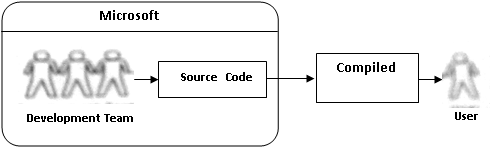 Microsoft
Source Code
Compiled
Development Team
User